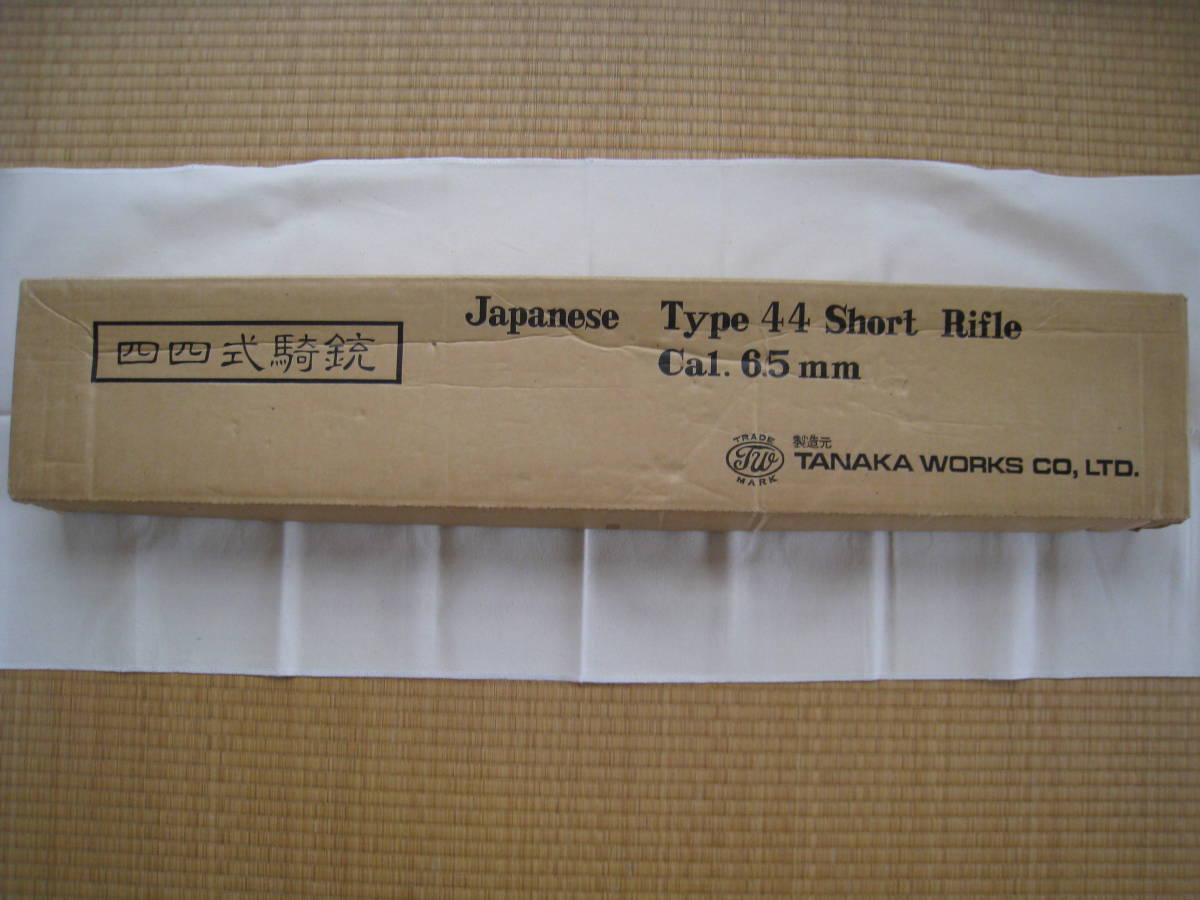 四四式騎銃
Japanese Type 44 Short Rifle
Cal. 6.5 mm
TRADE
TW
MARK
製造元
TANAKA WORKS CO, LTD.